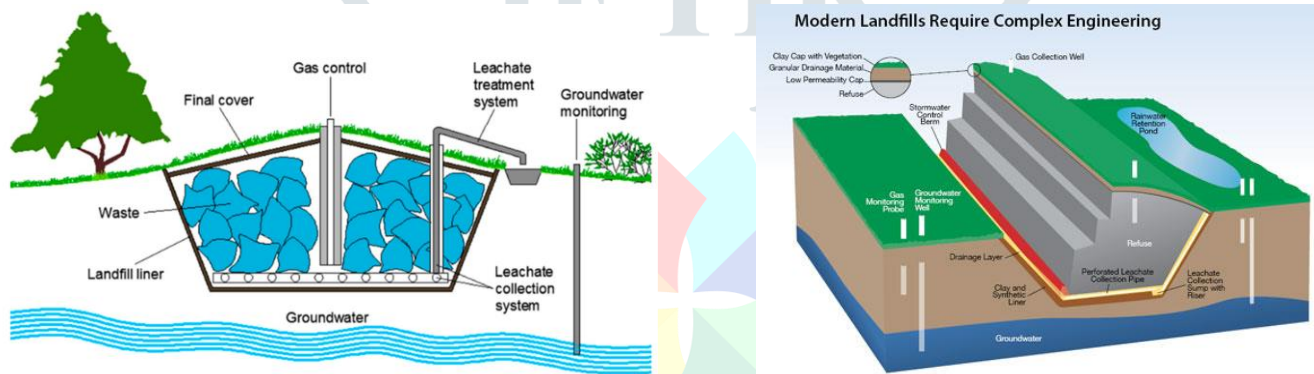 Gas control
Leachate
treatment
system
Groundwater
monitoring
Final cover
Waste
Landfill liner
Leachate
collection
system
Groundwater
Modern Landfills Require Complex Engineering
Clay Cap with Vegetation
Granular Drainage Material
Low Permeability Cap
Refuse
Gas Collection Well
Stormwater
Control
Berm
Rainwater
Retention
Pond
Gas
Monitoring
Probe
Groundwater
Monitoring
Well
Refuse
Drainage Layer
Perforated Leachate
Collection Pipe
Leachate
Collection
Sump with
Riser
Clay and
Synthetic
Liner
Groundwater